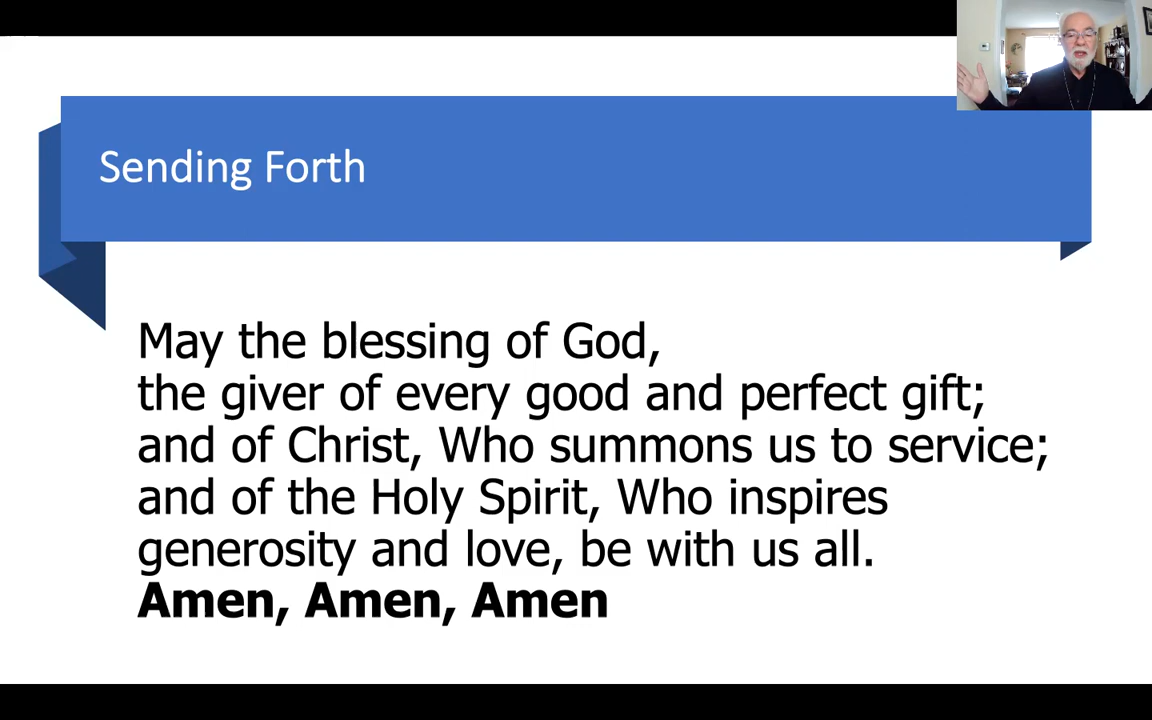 Sending Forth
May the blessing of God,
the giver of every good and perfect gift;
and of Christ, Who summons us to service;
and of the Holy Spirit, Who inspires
generosity and love, be with us all.
Amen, Amen, Amen